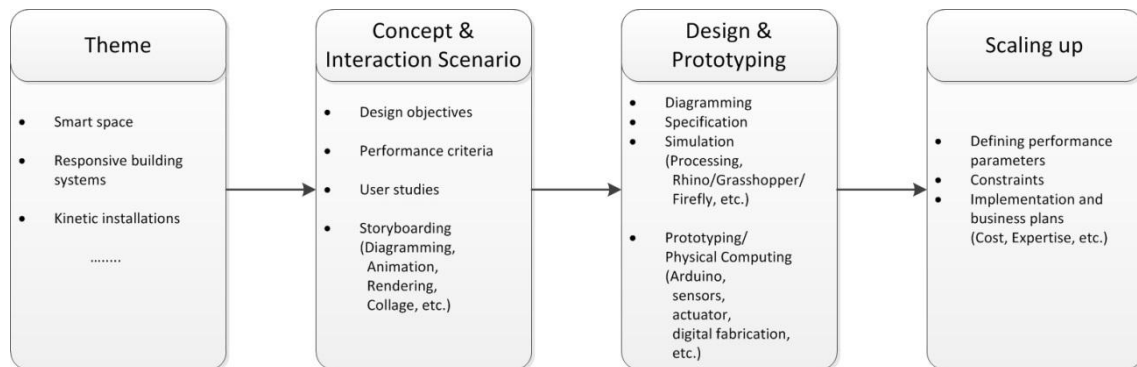 Theme
• Smart space
• Responsive building
systems
• Kinetic installations
........
Concept &
Interaction Scenario
• Design objectives
• Performance criteria
• User studies
• Storyboarding
(Diagramming,
Animation,
Rendering,
Collage, etc.)
Design &
Prototyping
• Diagramming
• Specification
• Simulation
(Processing,
Rhino/Grasshopper/
Firefly, etc.)
• Prototyping/
Physical Computing
(Arduino,
sensors,
actuator,
digital fabrication,
etc.)
Scaling up
• Defining performance
parameters
• Constraints
• Implementation and
business plans
(Cost, Expertise, etc.)